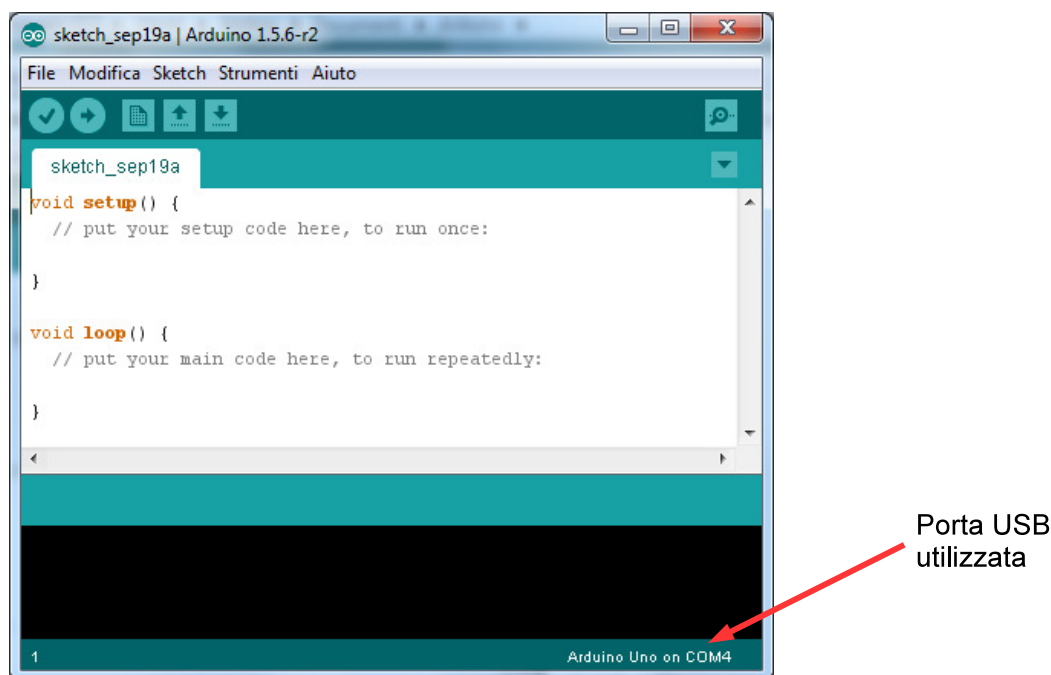 sketch_sep19a | Arduino 1.5.6-r2
File Modifica Sketch Strumenti Aiuto
sketch_sep19a
void setup() {
// put your setup code here, to run once:
}
void loop() {
// put your main code here, to run repeatedly:
}
Porta USB
utilizzata
1
Arduino Uno on COM4